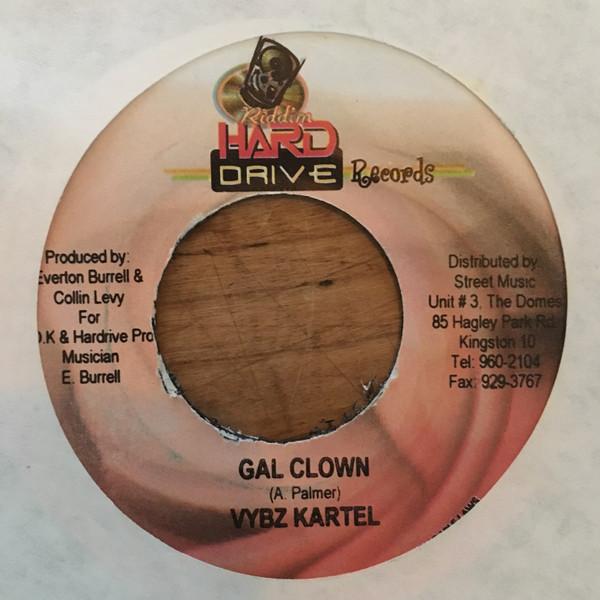 Riddim
HARD
DRIVE Records
Produced by:
Everton Burrell &
Collin Levy
For
.K & Hardrive Pro
Musician
E. Burrell
Distributed by
Street Music
Unit # 3, The Domes
85 Hagley Park Rd.
Kingston 10
Tel: 960-2104
Fax: 929-3767
GAL CLOWN
(A. Palmer)
VYBZ KARTEL